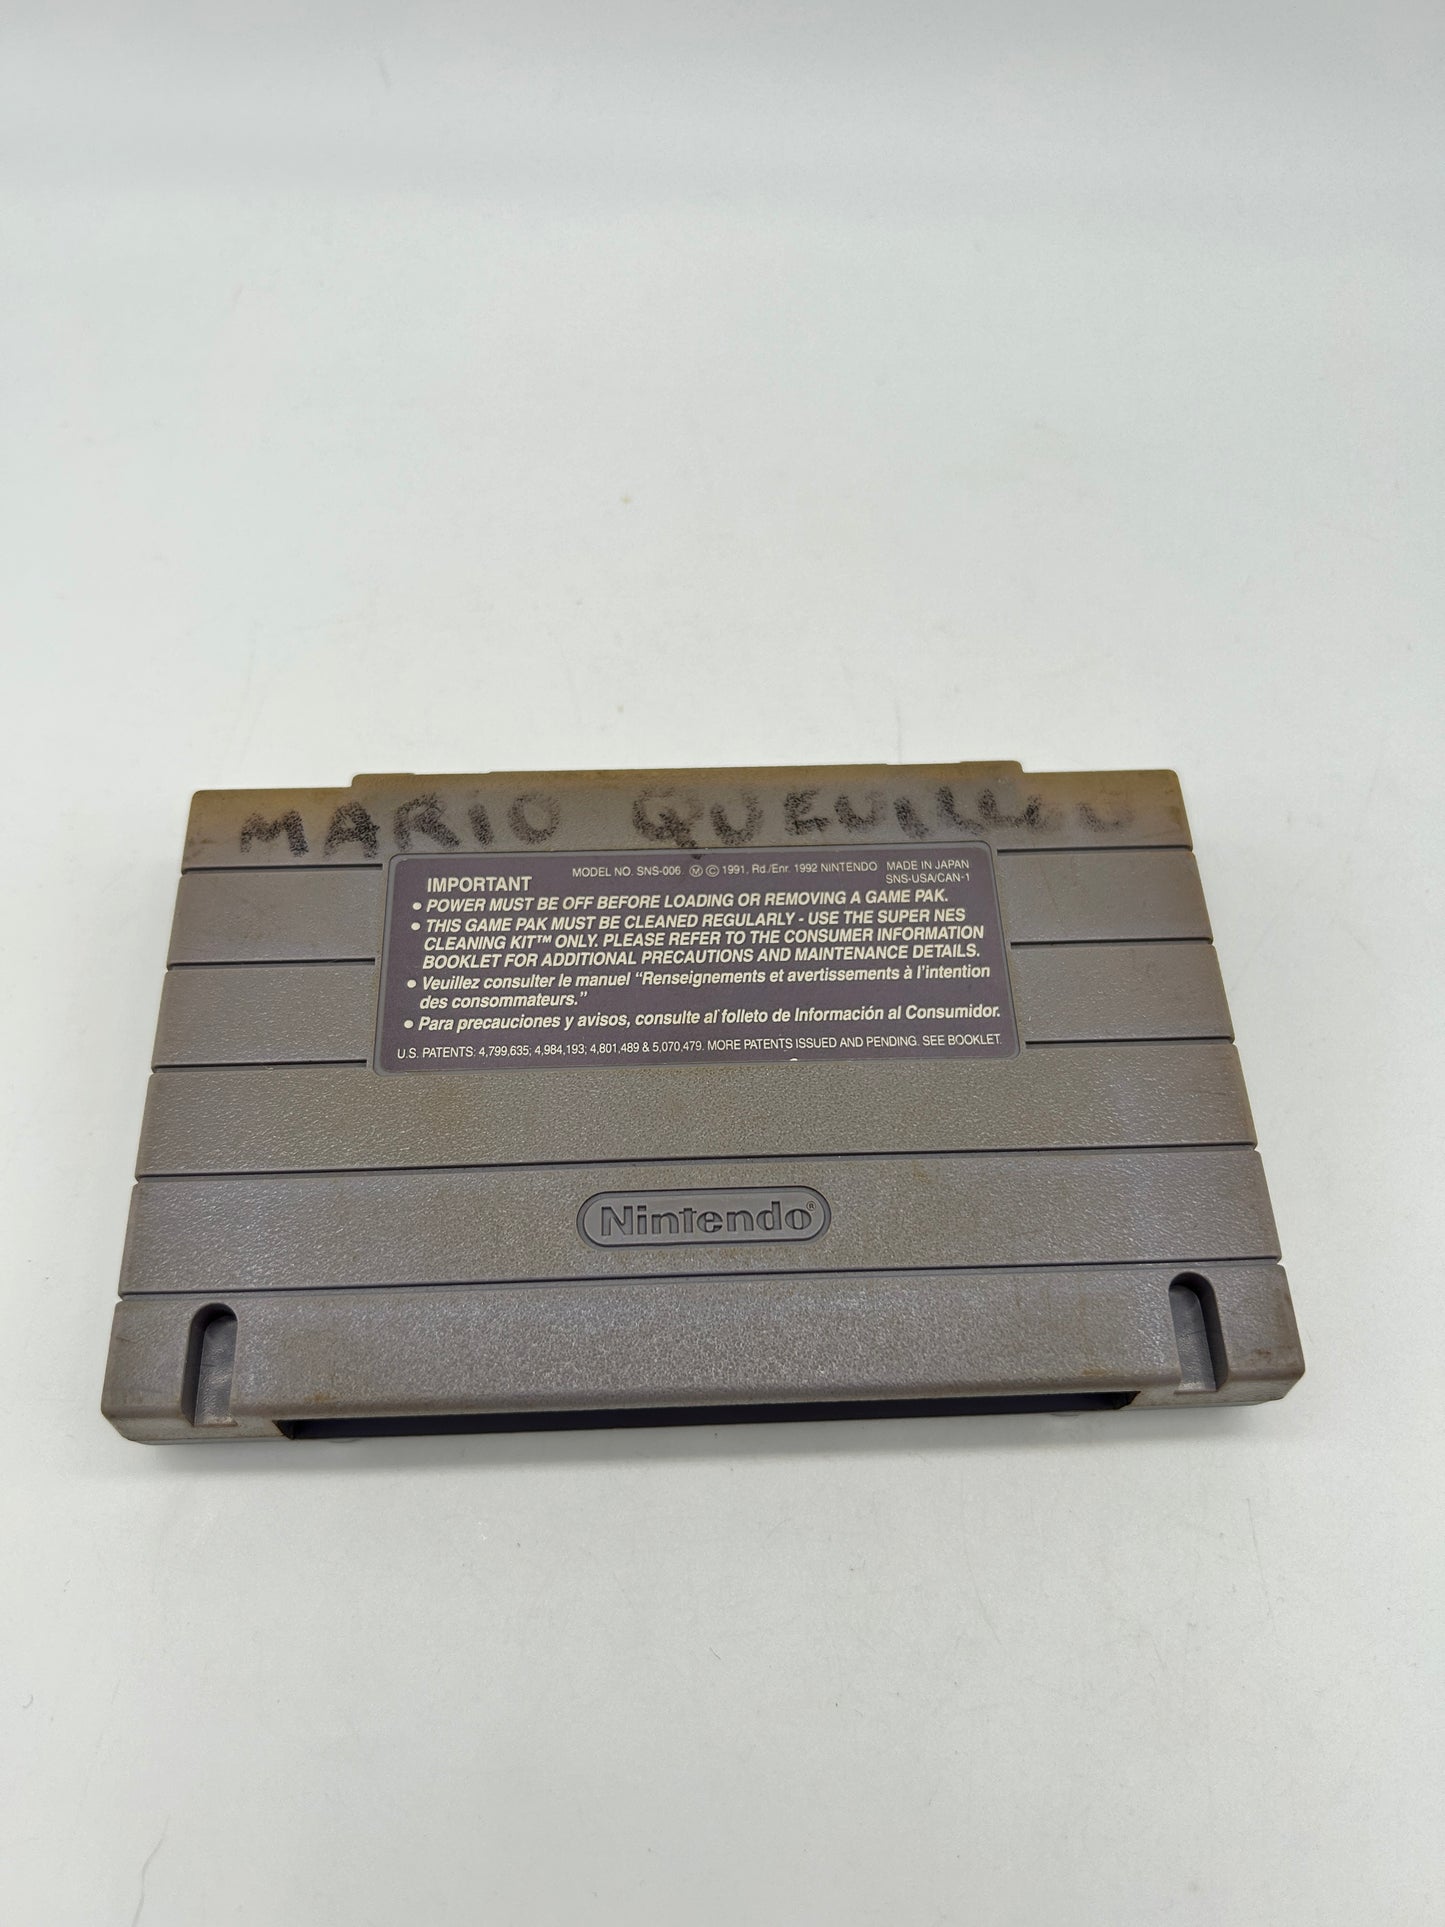 MARIO QUEVILLON
IMPORTANT
MODEL NO. SNS-006 Ⓜ © 1991, Rd./Enr. 1992 NINTENDO
MADE IN JAPAN
SNS-USA/CAN-1
• POWER MUST BE OFF BEFORE LOADING OR REMOVING A GAME PAK.
• THIS GAME PAK MUST BE CLEANED REGULARLY - USE THE SUPER NES
CLEANING KIT™ ONLY. PLEASE REFER TO THE CONSUMER INFORMATION
BOOKLET FOR ADDITIONAL PRECAUTIONS AND MAINTENANCE DETAILS.
• Veuillez consulter le manuel “Renseignements et avertissements à l’intention
des consommateurs.”
• Para precauciones y avisos, consulte al folleto de Información al Consumidor.
U.S. PATENTS: 4,799,635; 4,984,193; 4,801,489 & 5,070,479. MORE PATENTS ISSUED AND PENDING. SEE BOOKLET.
Nintendo®